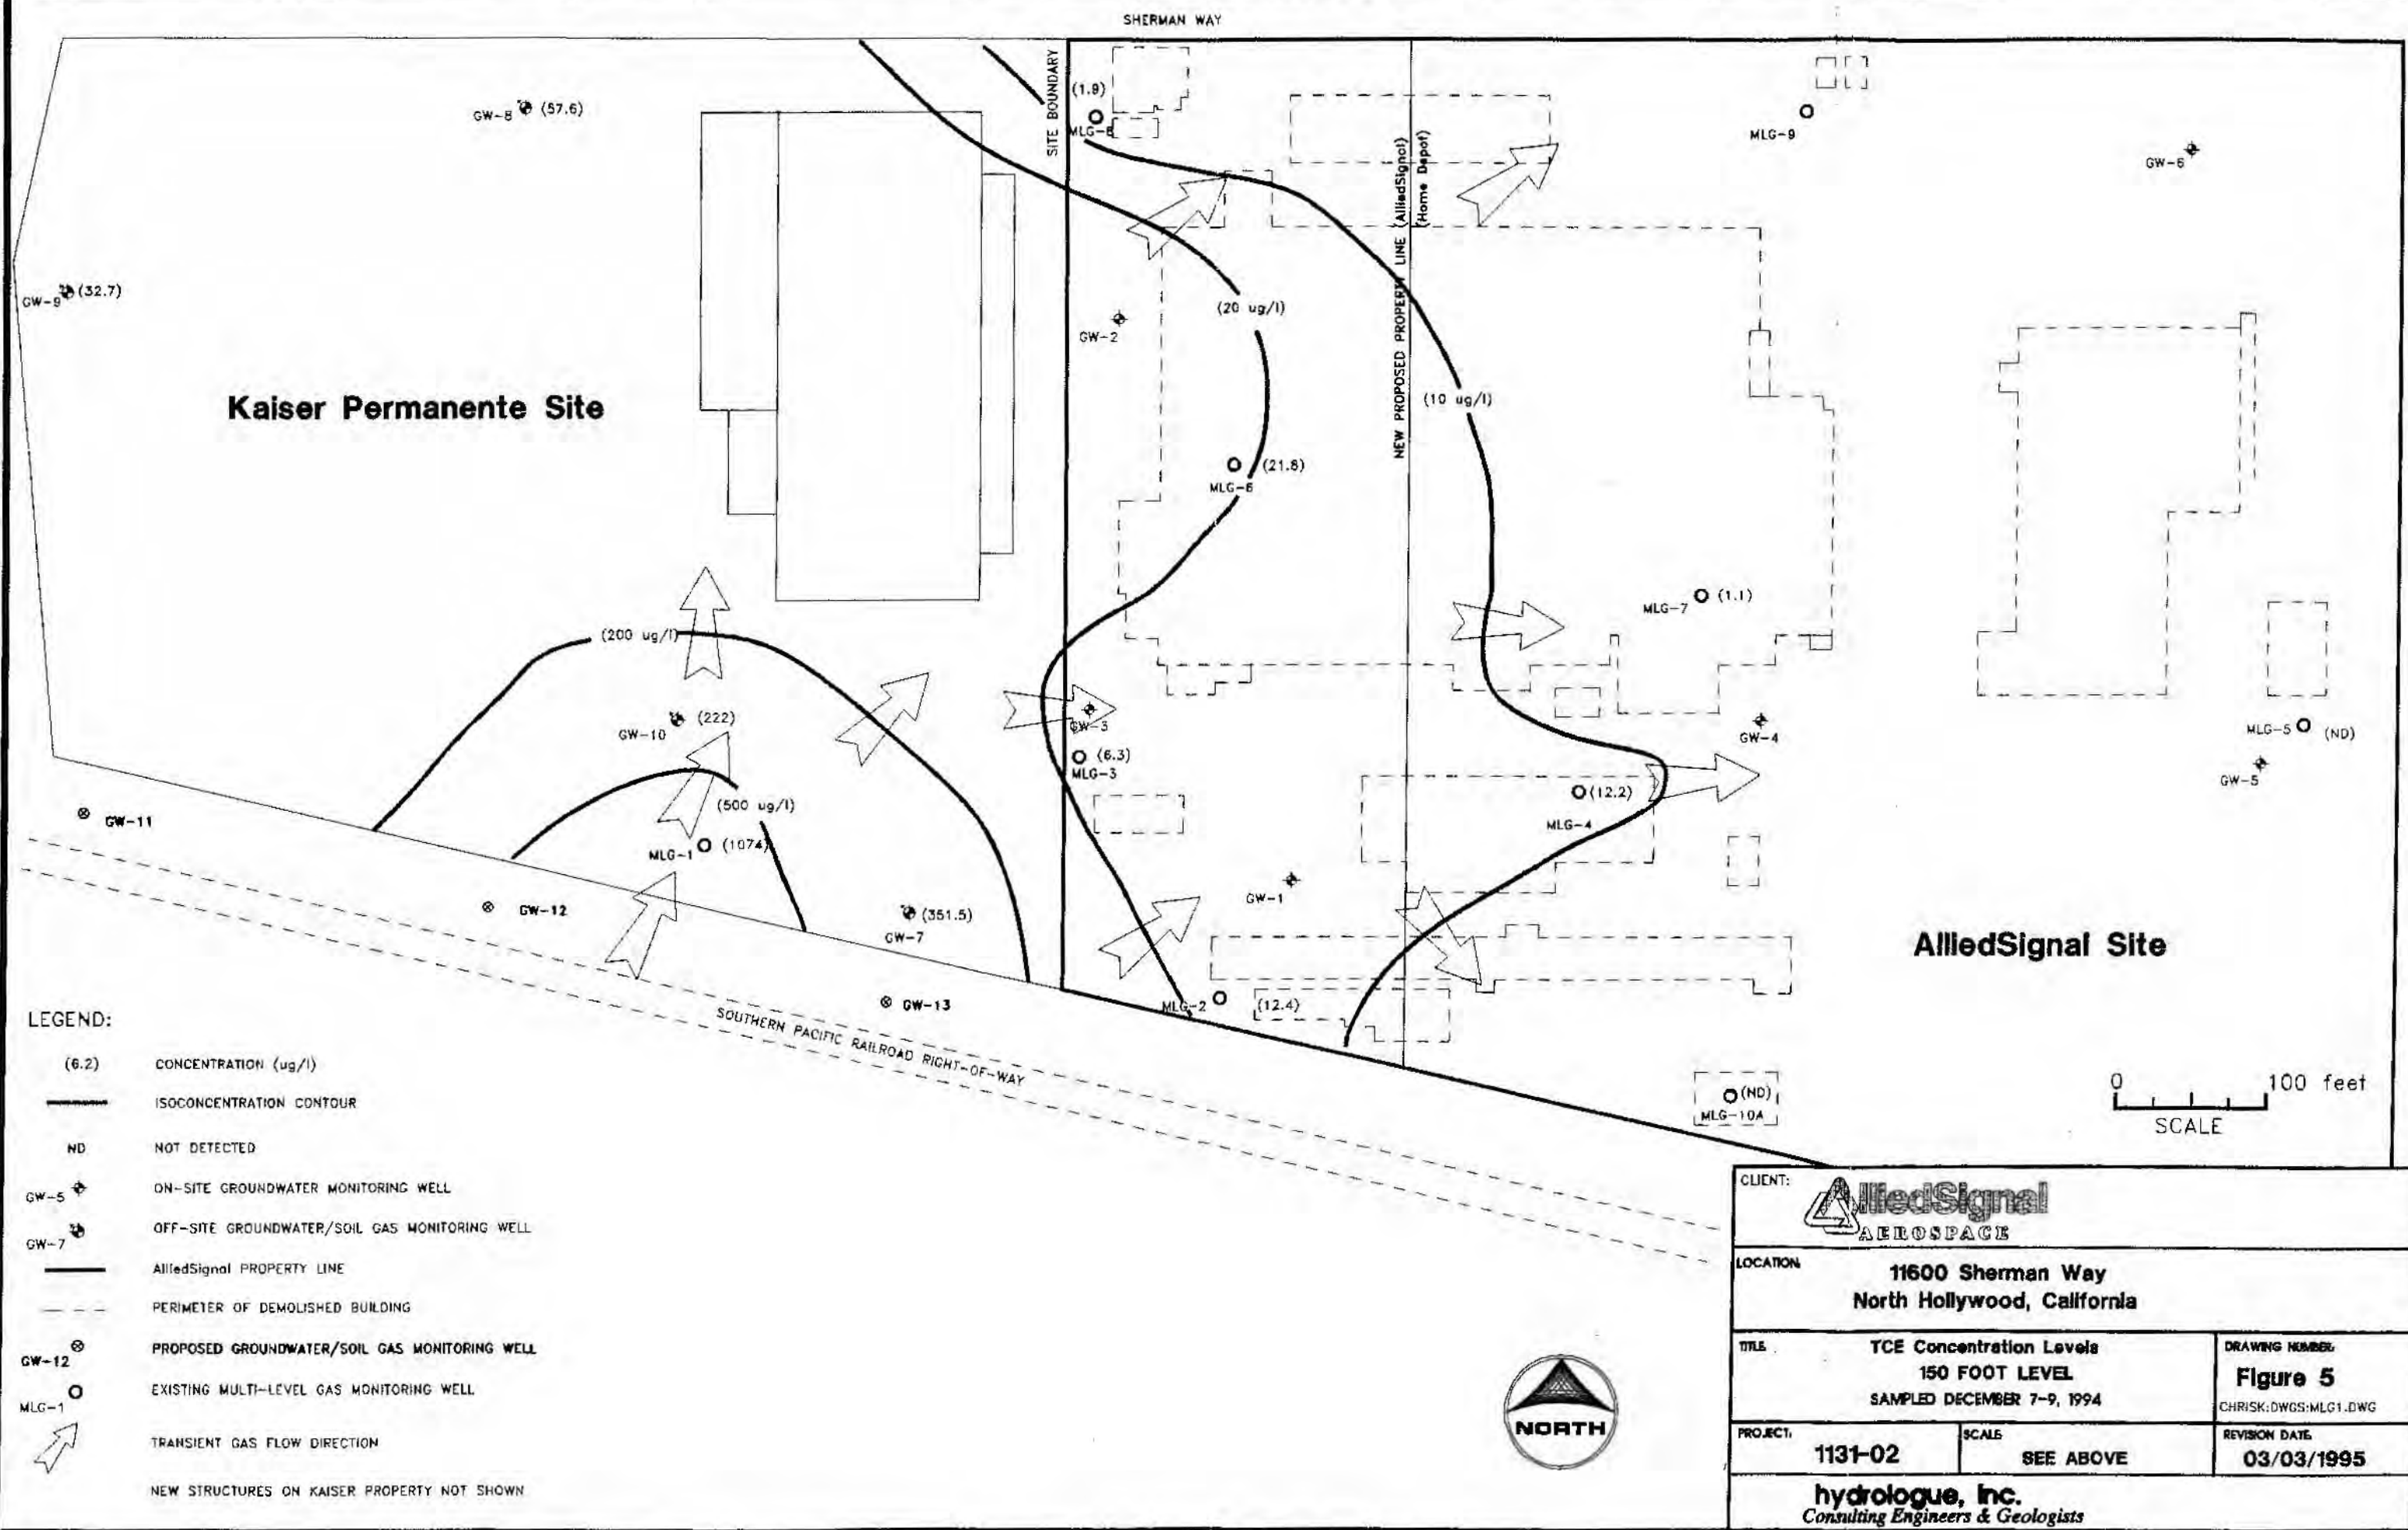 SHERMAN WAY
SITE BOUNDARY
(1.9)
MLG-8
GW-8 (57.6)
MLG-9
GW-6
NEW PROPOSED PROPERTY LINE (AlliedSignal)
(Home Depot)
GW-9 (32.7)
(20 ug/l)
GW-2
Kaiser Permanente Site
(10 ug/l)
(21.8)
MLG-6
MLG-7 (1.1)
(200 ug/l)
GW-10 (222)
GW-3
(6.3)
MLG-3
GW-4
MLG-5 (ND)
GW-5
(500 ug/l)
(12.2)
MLG-4
GW-11
MLG-1 (1074)
GW-1
GW-12
(351.5)
GW-7
AlliedSignal Site
GW-13
MLG-2 (12.4)
SOUTHERN PACIFIC RAILROAD RIGHT-OF-WAY
(ND)
MLG-10A
0 100 feet
SCALE
LEGEND:
(6.2) CONCENTRATION (ug/l)
ISOCONCENTRATION CONTOUR
ND NOT DETECTED
GW-5 ON-SITE GROUNDWATER MONITORING WELL
GW-7 OFF-SITE GROUNDWATER/SOIL GAS MONITORING WELL
AlliedSignal PROPERTY LINE
PERIMETER OF DEMOLISHED BUILDING
GW-12 PROPOSED GROUNDWATER/SOIL GAS MONITORING WELL
MLG-1 EXISTING MULTI-LEVEL GAS MONITORING WELL
TRANSIENT GAS FLOW DIRECTION
NEW STRUCTURES ON KAISER PROPERTY NOT SHOWN
NORTH
CLIENT:
AlliedSignal
AEROSPACE
LOCATION:
11600 Sherman Way
North Hollywood, California
TITLE:
TCE Concentration Levels
150 FOOT LEVEL
SAMPLED DECEMBER 7-9, 1994
DRAWING NUMBER:
Figure 5
CHRISK:DWGS:MLG1.DWG
PROJECT:
1131-02
SCALE
SEE ABOVE
REVISION DATE:
03/03/1995
hydrologue, Inc.
Consulting Engineers & Geologists